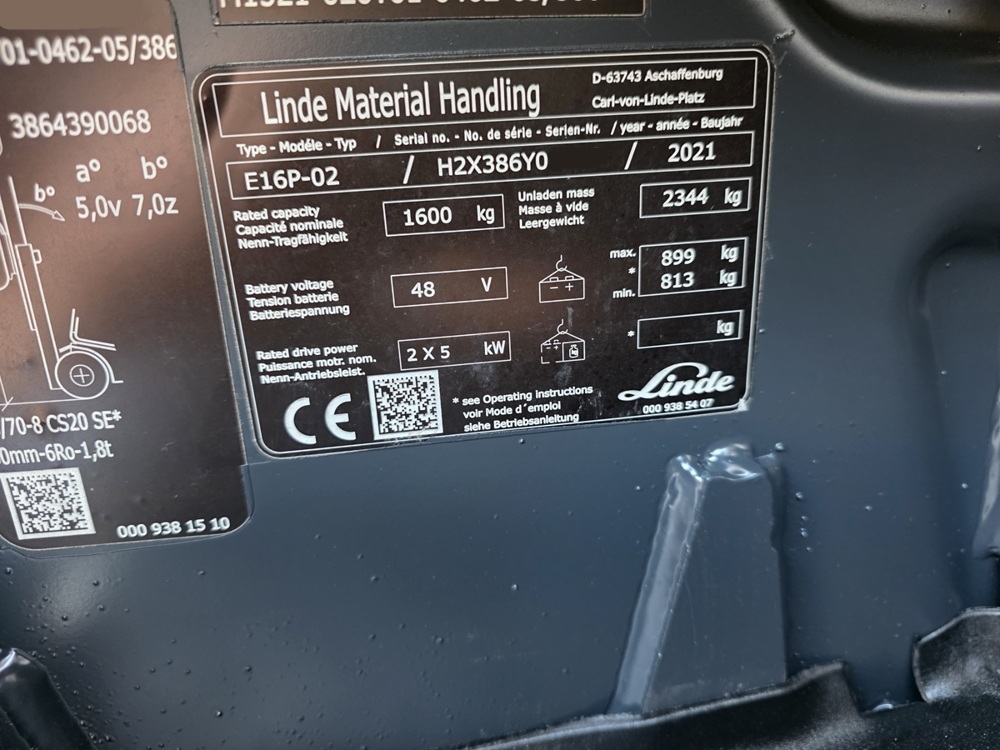 01-0462-05/386
3864390068
a° b°
b° 5,0v 7,0z
/70-8 CS20 SE*
0mm-6Ro-1,8t
000 938 15 10
Linde Material Handling
D-63743 Aschaffenburg
Carl-von-Linde-Platz
Type - Modéle - Typ / Serial no. - No. de série - Serien-Nr. / year - année - Baujahr
E16P-02 / H2X386Y0 / 2021
Rated capacity
Capacité nominale
Nenn-Tragfähigkeit
1600 kg
Unladen mass
Masse à vide
Leergewicht
2344 kg
Battery voltage
Tension batterie
Batteriespannung
48 V
- +
max. 899 kg
*
min. 813 kg
Rated drive power
Puissance motr. nom.
Nenn-Antriebsleist.
2 X 5 kW
* kg
CE
* see Operating instructions
voir Mode d´emploi
siehe Betriebsanleitung
Linde
000 938 54 07